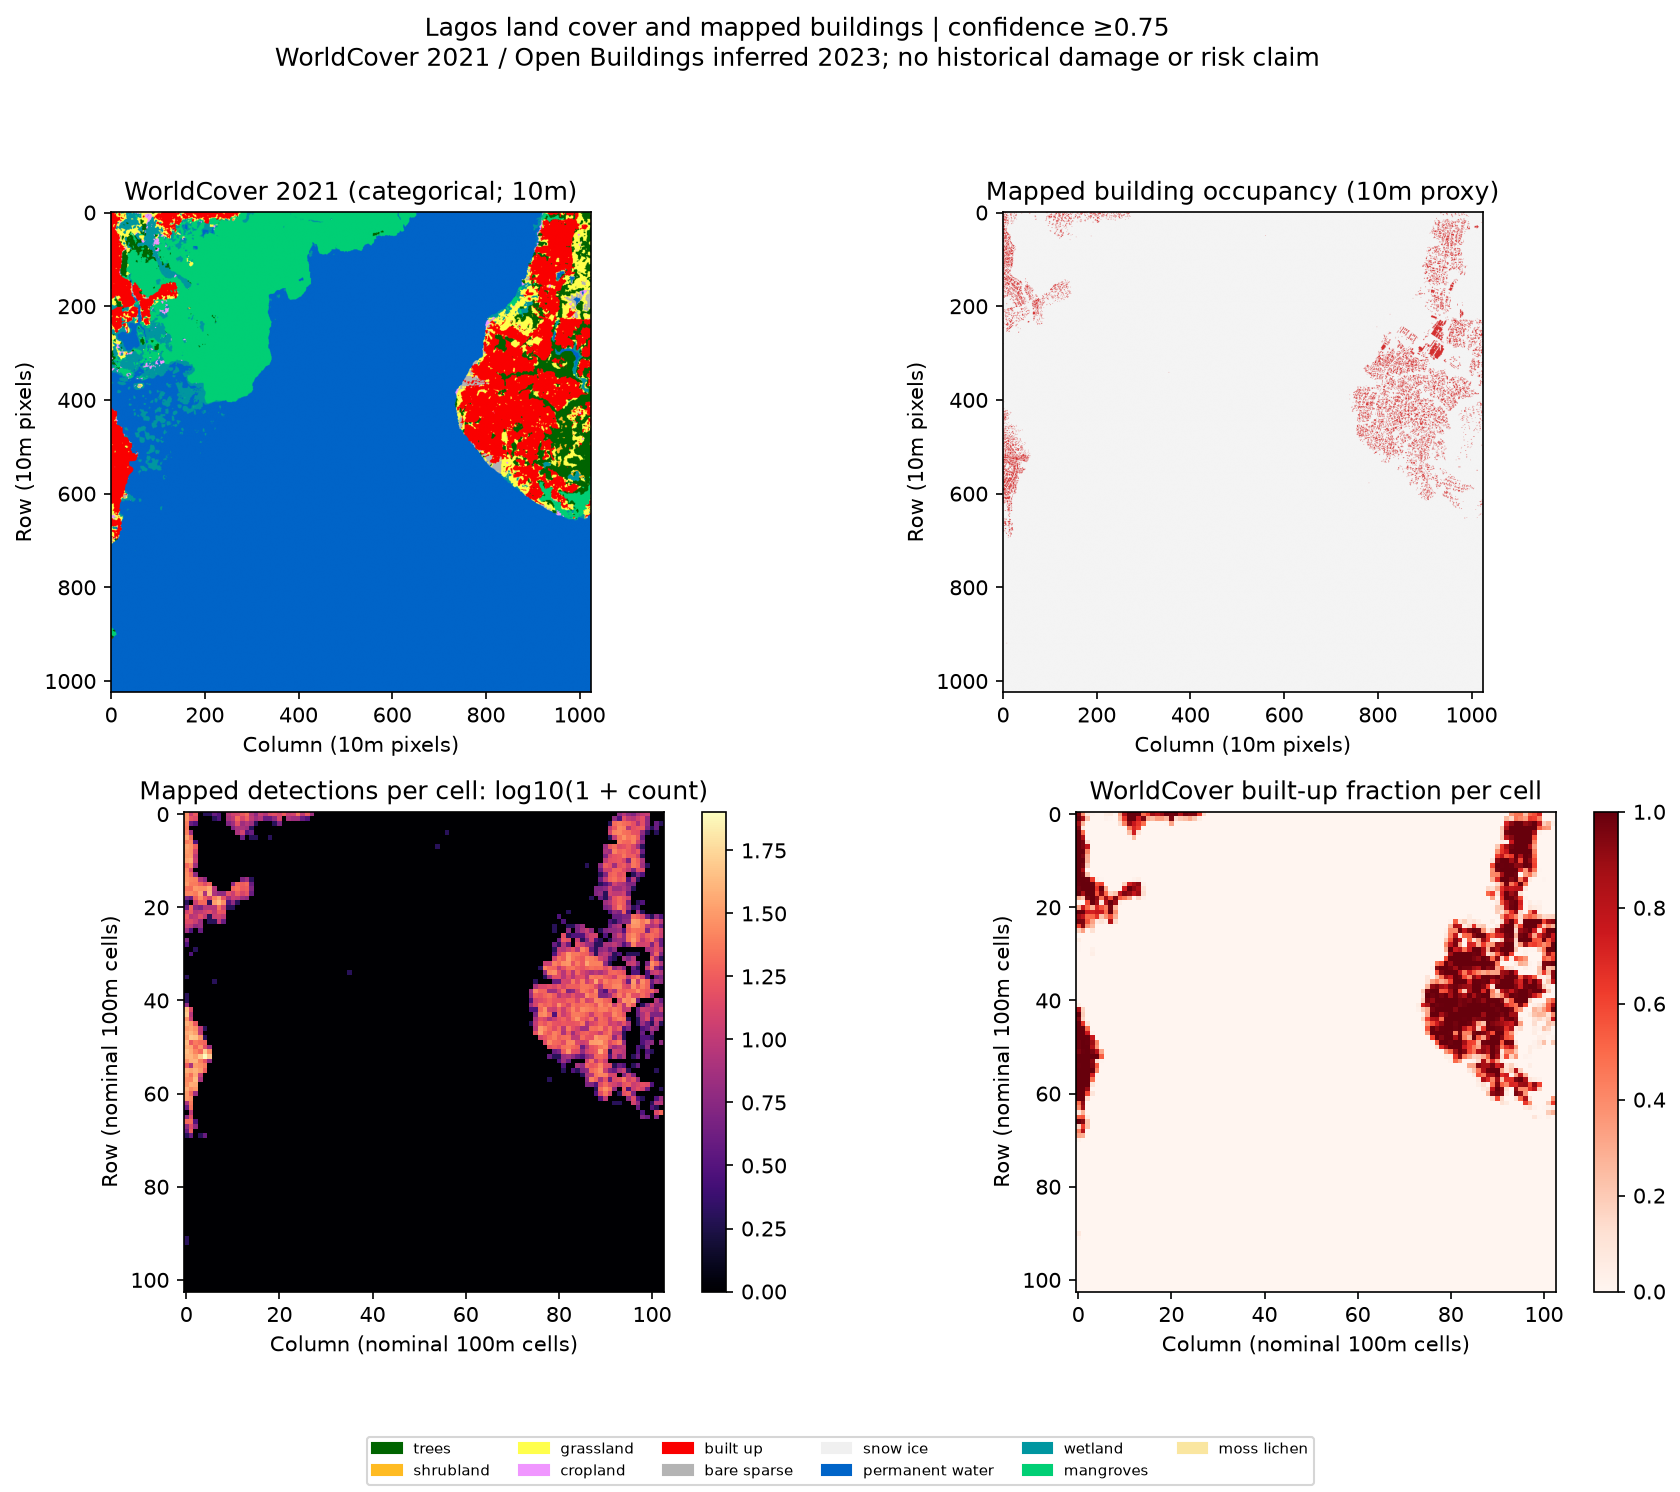 Lagos land cover and mapped buildings | confidence ≥0.75
WorldCover 2021 / Open Buildings inferred 2023; no historical damage or risk claim
WorldCover 2021 (categorical; 10m)
0
200
400
600
800
1000
Row (10m pixels)
0 200 400 600 800 1000
Column (10m pixels)
Mapped building occupancy (10m proxy)
0
200
400
600
800
1000
Row (10m pixels)
0 200 400 600 800 1000
Column (10m pixels)
Mapped detections per cell: log10(1 + count)
0
20
40
60
80
100
Row (nominal 100m cells)
0 20 40 60 80 100
Column (nominal 100m cells)
1.75
1.50
1.25
1.00
0.75
0.50
0.25
0.00
WorldCover built-up fraction per cell
0
20
40
60
80
100
Row (nominal 100m cells)
0 20 40 60 80 100
Column (nominal 100m cells)
1.0
0.8
0.6
0.4
0.2
0.0
trees grassland built up snow ice wetland moss lichen
shrubland cropland bare sparse permanent water mangroves